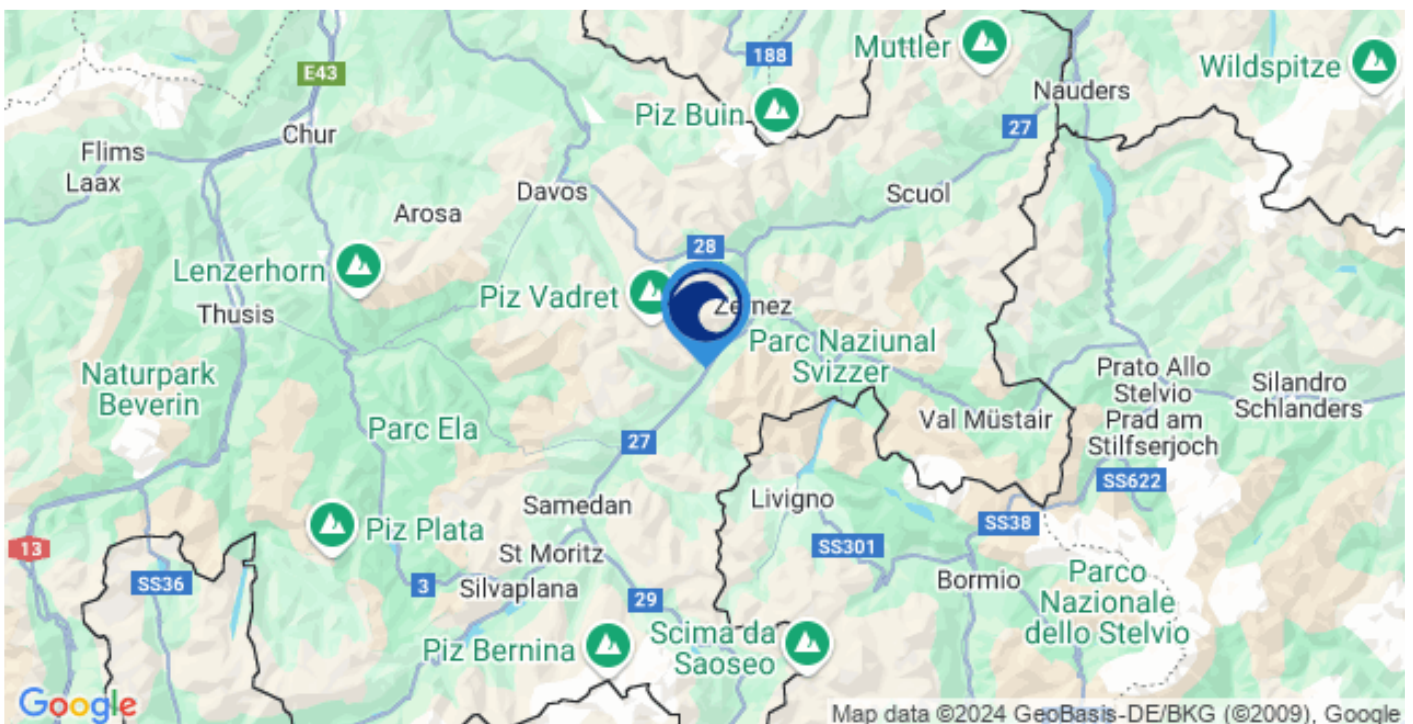 188
Muttler
Wildspitze
E43
Nauders
Piz Buin
27
Chur
Flims
Laax
Davos
Scuol
Arosa
28
Lenzerhorn
Piz Vadret
Zernez
Thusis
Parc Naziunal
Svizzer
Prato Allo
Stelvio
Prad am
Stilfserjoch
Naturpark
Beverin
Silandro
Schlanders
Val Müstair
Parc Ela
27
SS622
Samedan
Livigno
SS38
Piz Plata
13
St Moritz
SS301
SS36
3
Silvaplana
29
Bormio
Parco
Nazionale
dello Stelvio
Piz Bernina
Scima da
Saoseo
Google
Map data ©2024 GeoBasis-DE/BKG (©2009), Google